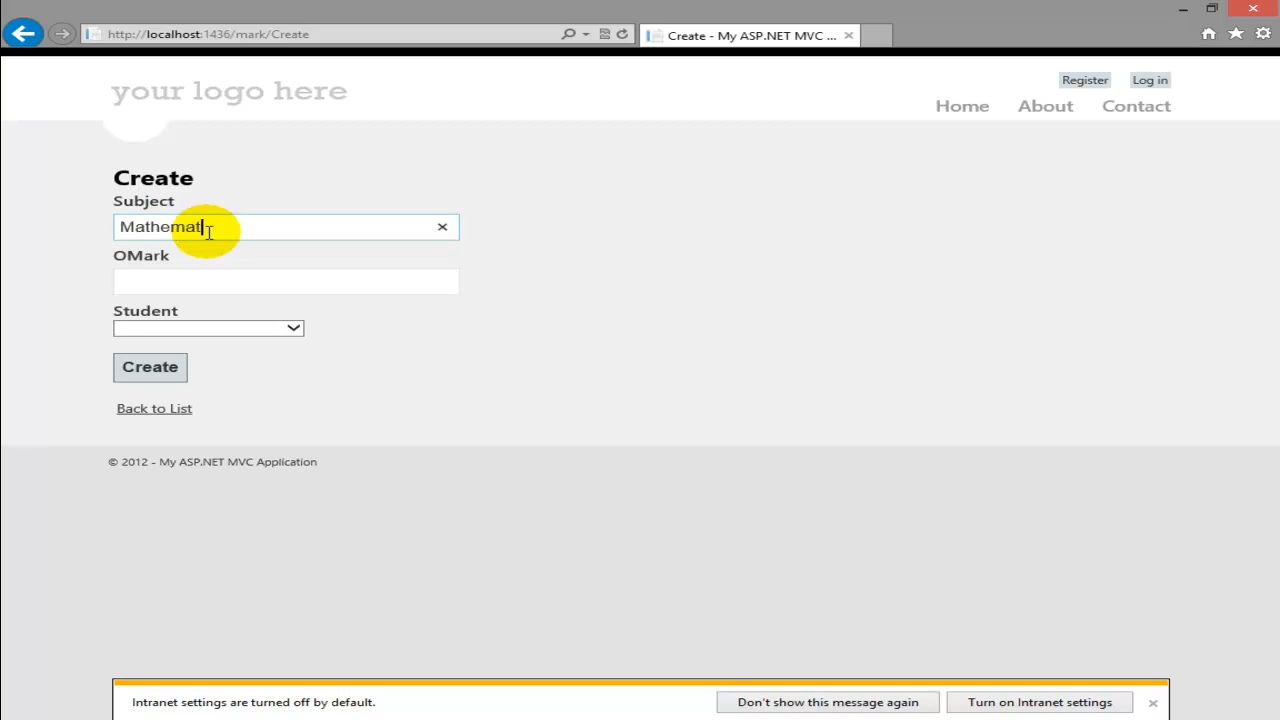 http://localhost:1436/mark/Create
Create - My ASP.NET MVC ...
your logo here
Register
Log in
Home
About
Contact
Create
Subject
Mathemat
OMark
Student
Create
Back to List
© 2012 - My ASP.NET MVC Application
Intranet settings are turned off by default.
Don't show this message again
Turn on Intranet settings